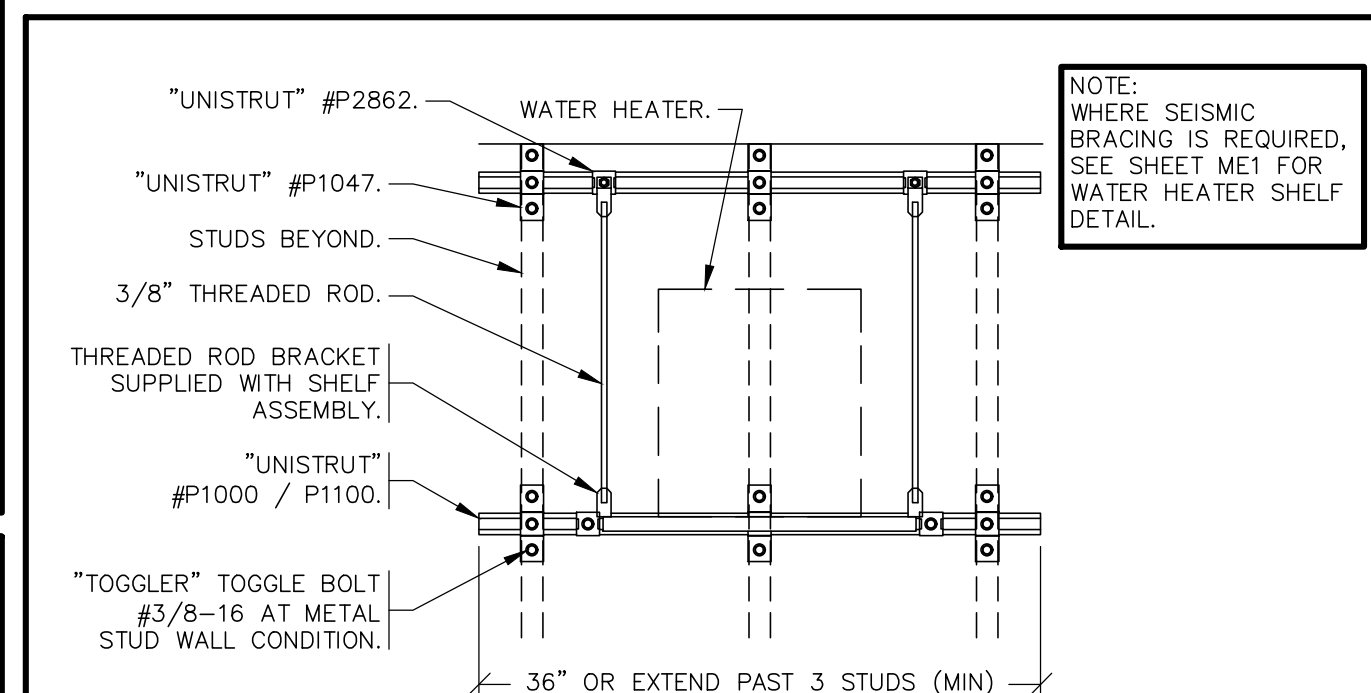 "UNISTRUT" #P2862.
WATER HEATER.
"UNISTRUT" #P1047.
STUDS BEYOND.
3/8" THREADED ROD.
THREADED ROD BRACKET
SUPPLIED WITH SHELF
ASSEMBLY.
"UNISTRUT"
#P1000 / P1100.
"TOGGLER" TOGGLE BOLT
#3/8-16 AT METAL
STUD WALL CONDITION.
36" OR EXTEND PAST 3 STUDS (MIN)
NOTE:
WHERE SEISMIC
BRACING IS REQUIRED,
SEE SHEET ME1 FOR
WATER HEATER SHELF
DETAIL.